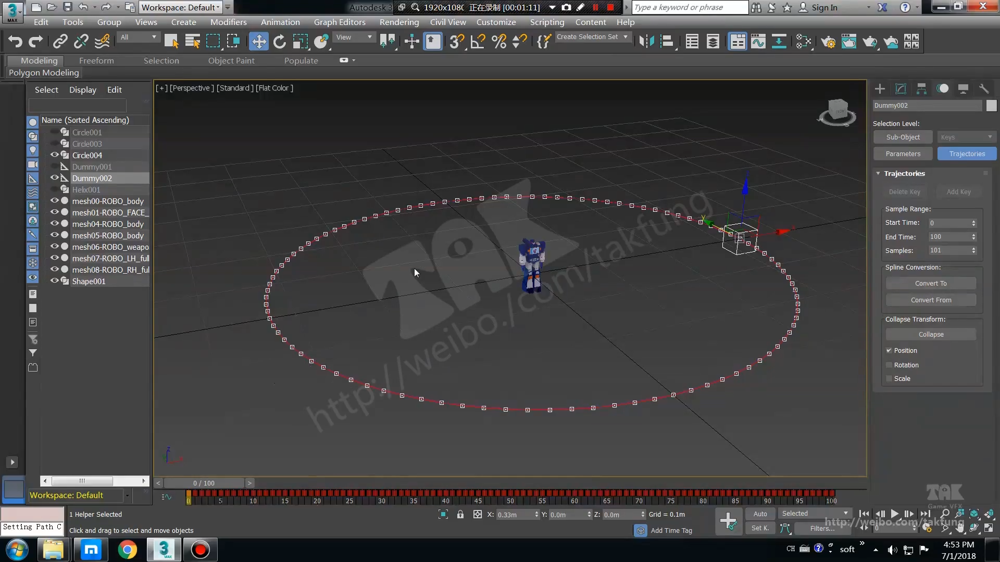 3
MAX
Workspace: Default
Autodesk 3
1920x1080
正在录制 [00:01:11]
Type a keyword or phrase
Sign In
Edit Tools Group Views Create Modifiers Animation Graph Editors Rendering Civil View Customize Scripting Content Help
All
View
Create Selection Set
Modeling Freeform Selection Object Paint Populate
Polygon Modeling
Select Display Edit
Name (Sorted Ascending)
Circle001
Circle003
Circle004
Dummy001
Dummy002
Helix001
mesh00-ROBO_body
mesh01-ROBO_FACE_
mesh04-ROBO_body
mesh05-ROBO_body
mesh06-ROBO_weapo
mesh07-ROBO_LH_full
mesh08-ROBO_RH_ful
Shape001
[+] [Perspective ] [Standard ] [Flat Color ]
TAK
http://weibo./com/takfung
Dummy002
Selection Level:
Sub-Object Keys
Parameters Trajectories
Trajectories
Delete Key Add Key
Sample Range:
Start Time: 0
End Time: 100
Samples: 101
Spline Conversion:
Convert To
Convert From
Collapse Transform:
Collapse
Position
Rotation
Scale
TAK
Game VFX
http://weibo.com/takfung
0 / 100
Workspace: Default
0 5 10 15 20 25 30 35 40 45 50 55 60 65 70 75 80 85 90 95 100
1 Helper Selected
X: 0.33m Y: 0.0m Z: 0.0m Grid = 0.1m
Auto Selected
Setting Path C
Click and drag to select and move objects
Add Time Tag
Set K. Filters...
0
CH
soft
4:53 PM
7/1/2018